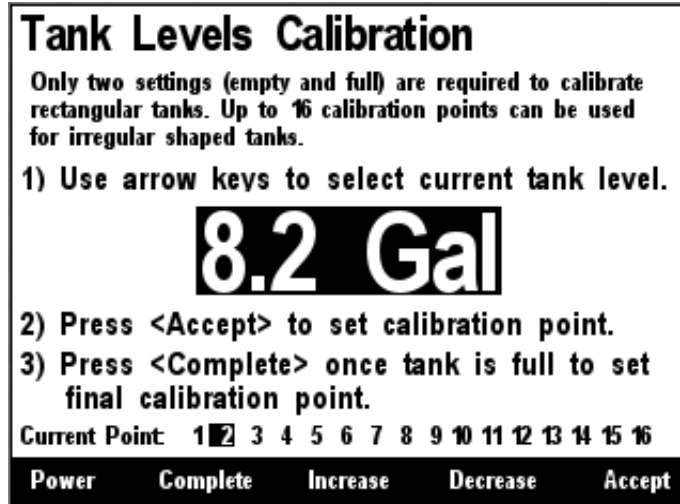 Tank Levels Calibration
Only two settings (empty and full) are required to calibrate
rectangular tanks. Up to 16 calibration points can be used
for irregular shaped tanks.
1) Use arrow keys to select current tank level.
8.2 Gal
2) Press <Accept> to set calibration point.
3) Press <Complete> once tank is full to set
final calibration point.
Current Point: 1 2 3 4 5 6 7 8 9 10 11 12 13 14 15 16
Power Complete Increase Decrease Accept